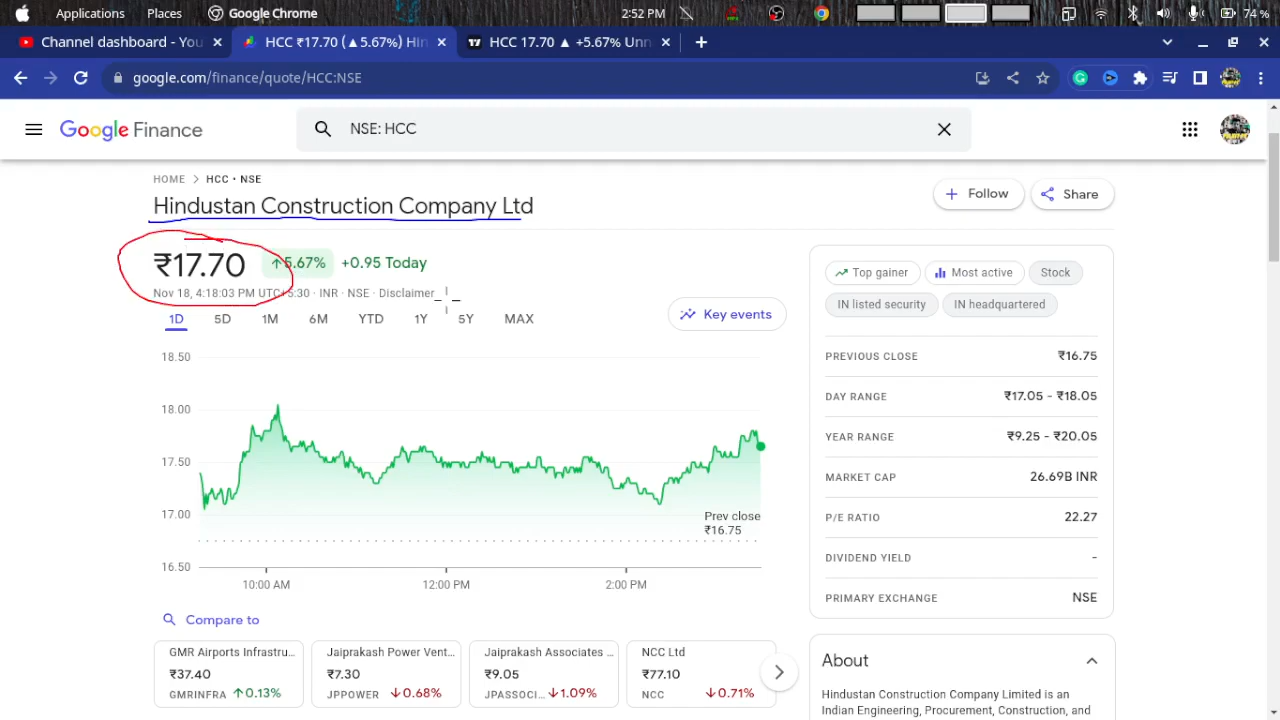 Applications Places Google Chrome 2:52 PM 74 %
Channel dashboard - You HCC ₹17.70 (▲5.67%) Hin HCC 17.70 ▲ +5.67% Unn
google.com/finance/quote/HCC:NSE
Google Finance NSE: HCC
HOME > HCC • NSE
Hindustan Construction Company Ltd
Follow Share
₹17.70 ↑5.67% +0.95 Today
Nov 18, 4:18:03 PM UTC+5:30 · INR · NSE · Disclaimer
1D 5D 1M 6M YTD 1Y 5Y MAX
Key events
18.50
18.00
17.50
17.00
16.50
Prev close
₹16.75
10:00 AM 12:00 PM 2:00 PM
Top gainer Most active Stock
IN listed security IN headquartered
PREVIOUS CLOSE ₹16.75
DAY RANGE ₹17.05 - ₹18.05
YEAR RANGE ₹9.25 - ₹20.05
MARKET CAP 26.69B INR
P/E RATIO 22.27
DIVIDEND YIELD -
PRIMARY EXCHANGE NSE
Compare to
GMR Airports Infrastru...
₹37.40
GMRINFRA ↑0.13%
Jaiprakash Power Vent...
₹7.30
JPPOWER ↓0.68%
Jaiprakash Associates ...
₹9.05
JPASSOCI... ↓1.09%
NCC Ltd
₹77.10
NCC ↓0.71%
About
Hindustan Construction Company Limited is an
Indian Engineering, Procurement, Construction, and